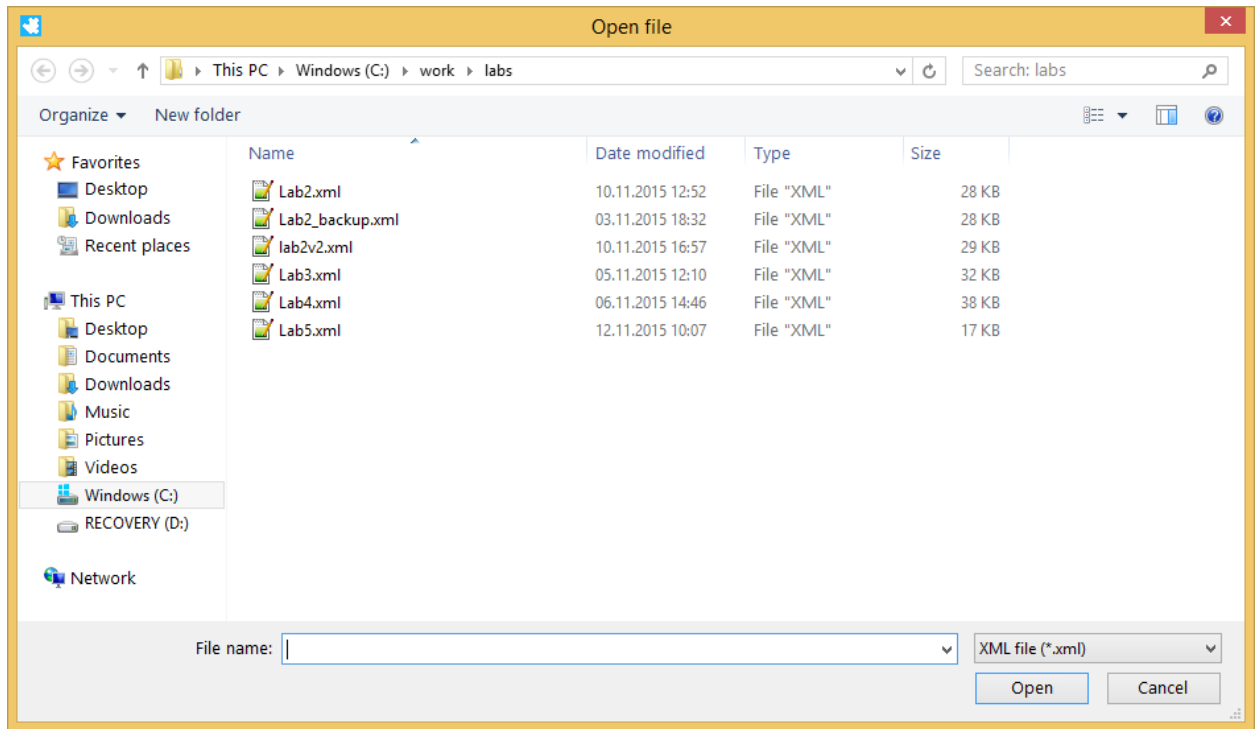 Open file
This PC Windows (C:) work labs Search: labs
Organize New folder
Favorites
Desktop
Downloads
Recent places
This PC
Desktop
Documents
Downloads
Music
Pictures
Videos
Windows (C:)
RECOVERY (D:)
Network
Name Date modified Type Size
Lab2.xml 10.11.2015 12:52 File "XML" 28 KB
Lab2_backup.xml 03.11.2015 18:32 File "XML" 28 KB
lab2v2.xml 10.11.2015 16:57 File "XML" 29 KB
Lab3.xml 05.11.2015 12:10 File "XML" 32 KB
Lab4.xml 06.11.2015 14:46 File "XML" 38 KB
Lab5.xml 12.11.2015 10:07 File "XML" 17 KB
File name: XML file (*.xml)
Open Cancel